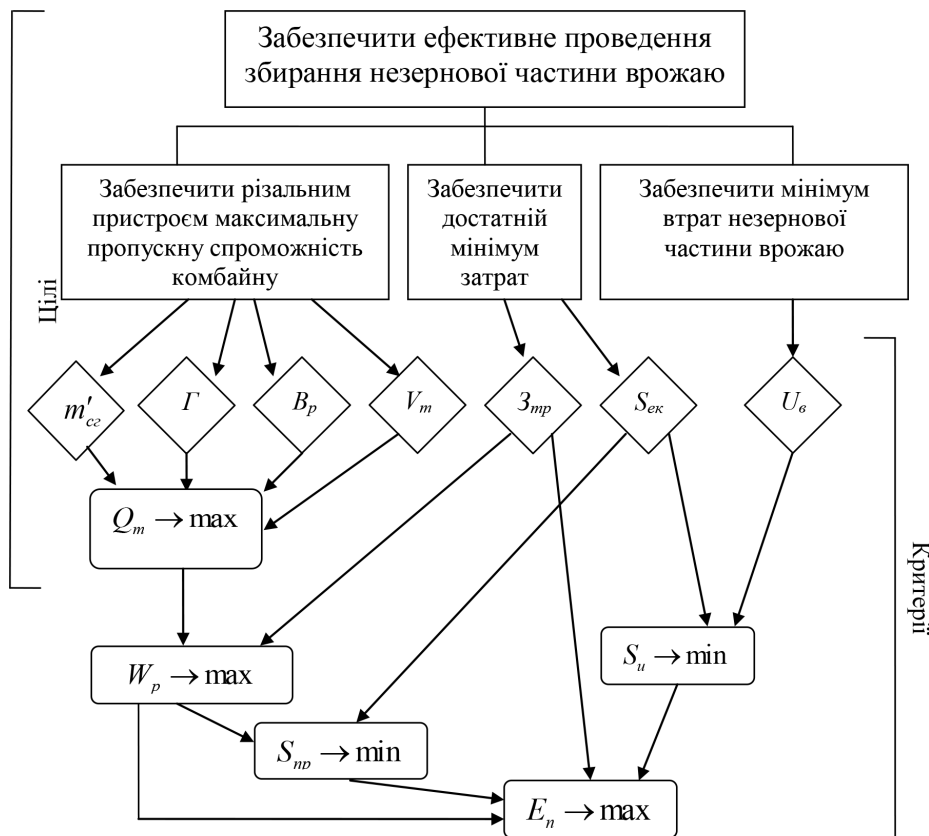 Забезпечити ефективне проведення
збирання незернової частини врожаю
Забезпечити різальним
пристроєм максимальну
пропускну спроможність
комбайну
Забезпечити
достатній
мінімум
затрат
Забезпечити мінімум
втрат незернової
частини врожаю
Цілі
m′сг
Г
Bр
Vт
Зтр
Sек
Uв
Qт → max
Критерії
Wр → max
Sи → min
Sпр → min
Eп → max